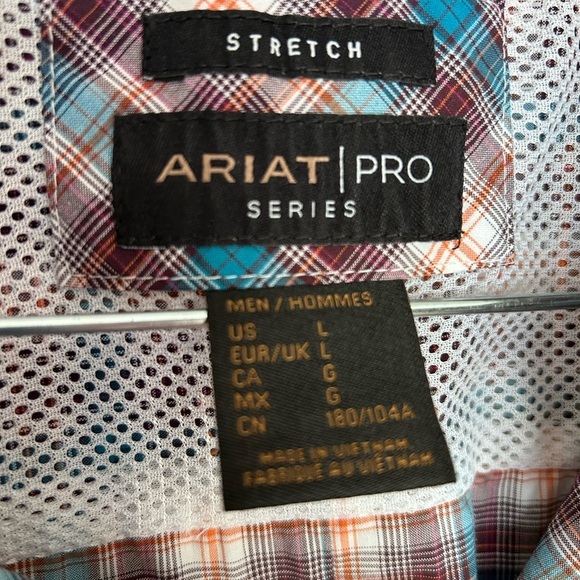 STRETCH
ARIAT | PRO
SERIES
MEN / HOMMES
US L
EUR/UK L
CA G
MX G
CN 180/104A
MADE IN VIETNAM
FABRIQUE AU VIETNAM